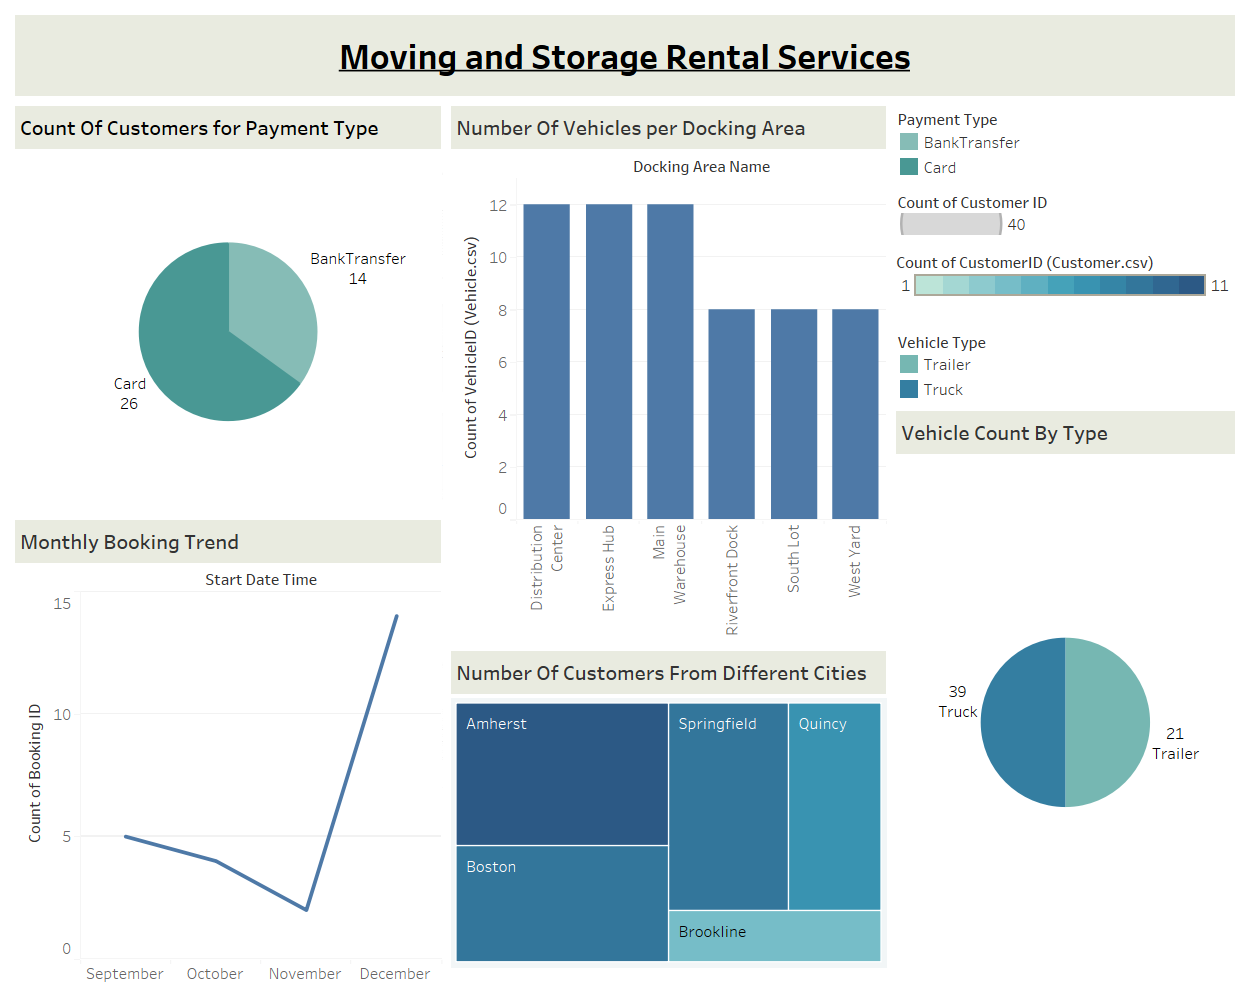 Moving and Storage Rental Services
Count Of Customers for Payment Type
BankTransfer
14
Card
26
Monthly Booking Trend
Start Date Time
Count of Booking ID
15
10
5
0
September
October
November
December
Number Of Vehicles per Docking Area
Docking Area Name
Count of VehicleID (Vehicle.csv)
12
10
8
6
4
2
0
Distribution
Center
Express Hub
Main
Warehouse
Riverfront Dock
South Lot
West Yard
Number Of Customers From Different Cities
Amherst
Springfield
Quincy
Boston
Brookline
Payment Type
BankTransfer
Card
Count of Customer ID
40
Count of CustomerID (Customer.csv)
1
11
Vehicle Type
Trailer
Truck
Vehicle Count By Type
39
Truck
21
Trailer